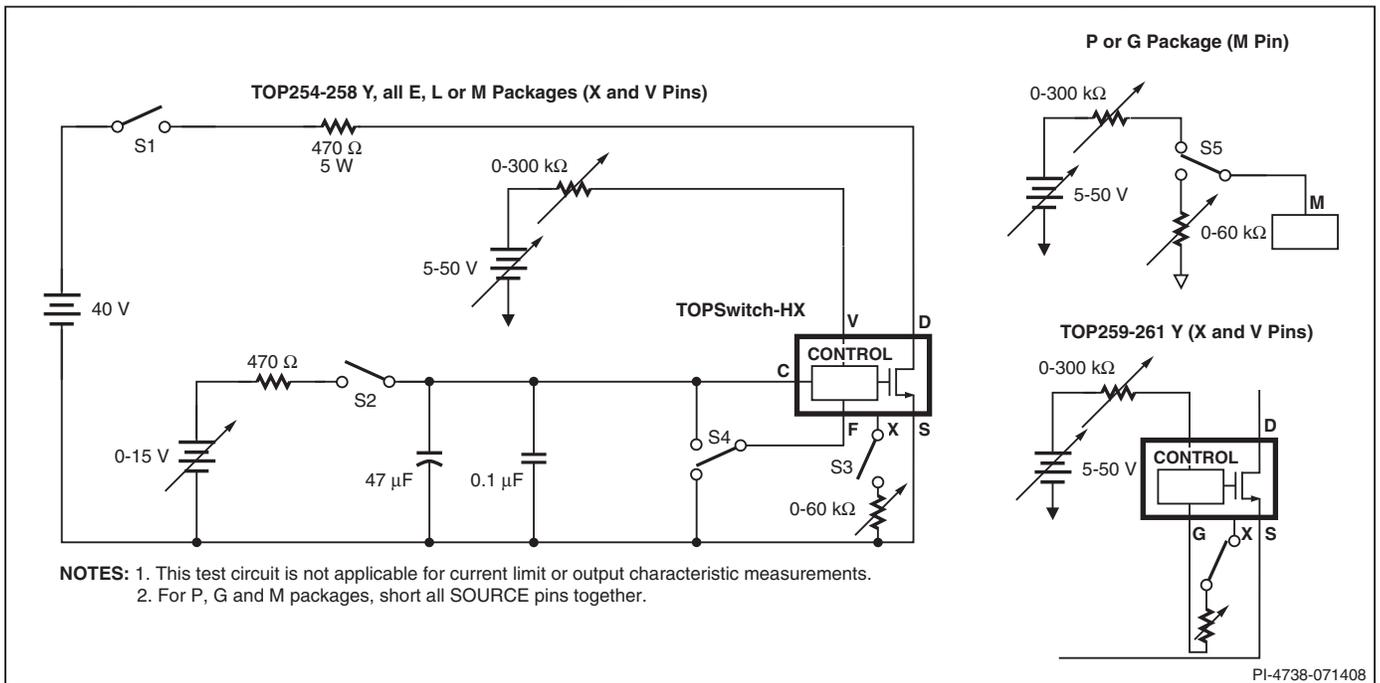 TOP254-258 Y, all E, L or M Packages (X and V Pins)
S1
470 Ω
5 W
0-300 kΩ
5-50 V
40 V
TOPSwitch-HX
V
D
CONTROL
C
470 Ω
S2
0-15 V
47 μF
0.1 μF
S4
F
X
S
S3
0-60 kΩ
P or G Package (M Pin)
0-300 kΩ
S5
5-50 V
M
0-60 kΩ
TOP259-261 Y (X and V Pins)
0-300 kΩ
D
5-50 V
CONTROL
G
X
S
NOTES: 1. This test circuit is not applicable for current limit or output characteristic measurements.
2. For P, G and M packages, short all SOURCE pins together.
PI-4738-071408